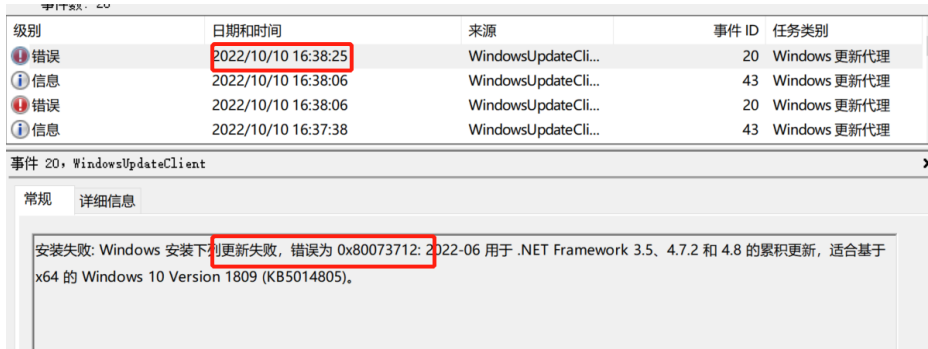 事件数: 20
级别 日期和时间 来源 事件 ID 任务类别
错误 2022/10/10 16:38:25 WindowsUpdateCli... 20 Windows 更新代理
信息 2022/10/10 16:38:06 WindowsUpdateCli... 43 Windows 更新代理
错误 2022/10/10 16:38:06 WindowsUpdateCli... 20 Windows 更新代理
信息 2022/10/10 16:37:38 WindowsUpdateCli... 43 Windows 更新代理
事件 20，WindowsUpdateClient
常规 详细信息
安装失败: Windows 安装下列更新失败，错误为 0x80073712: 2022-06 用于 .NET Framework 3.5、4.7.2 和 4.8 的累积更新，适合基于
x64 的 Windows 10 Version 1809 (KB5014805)。